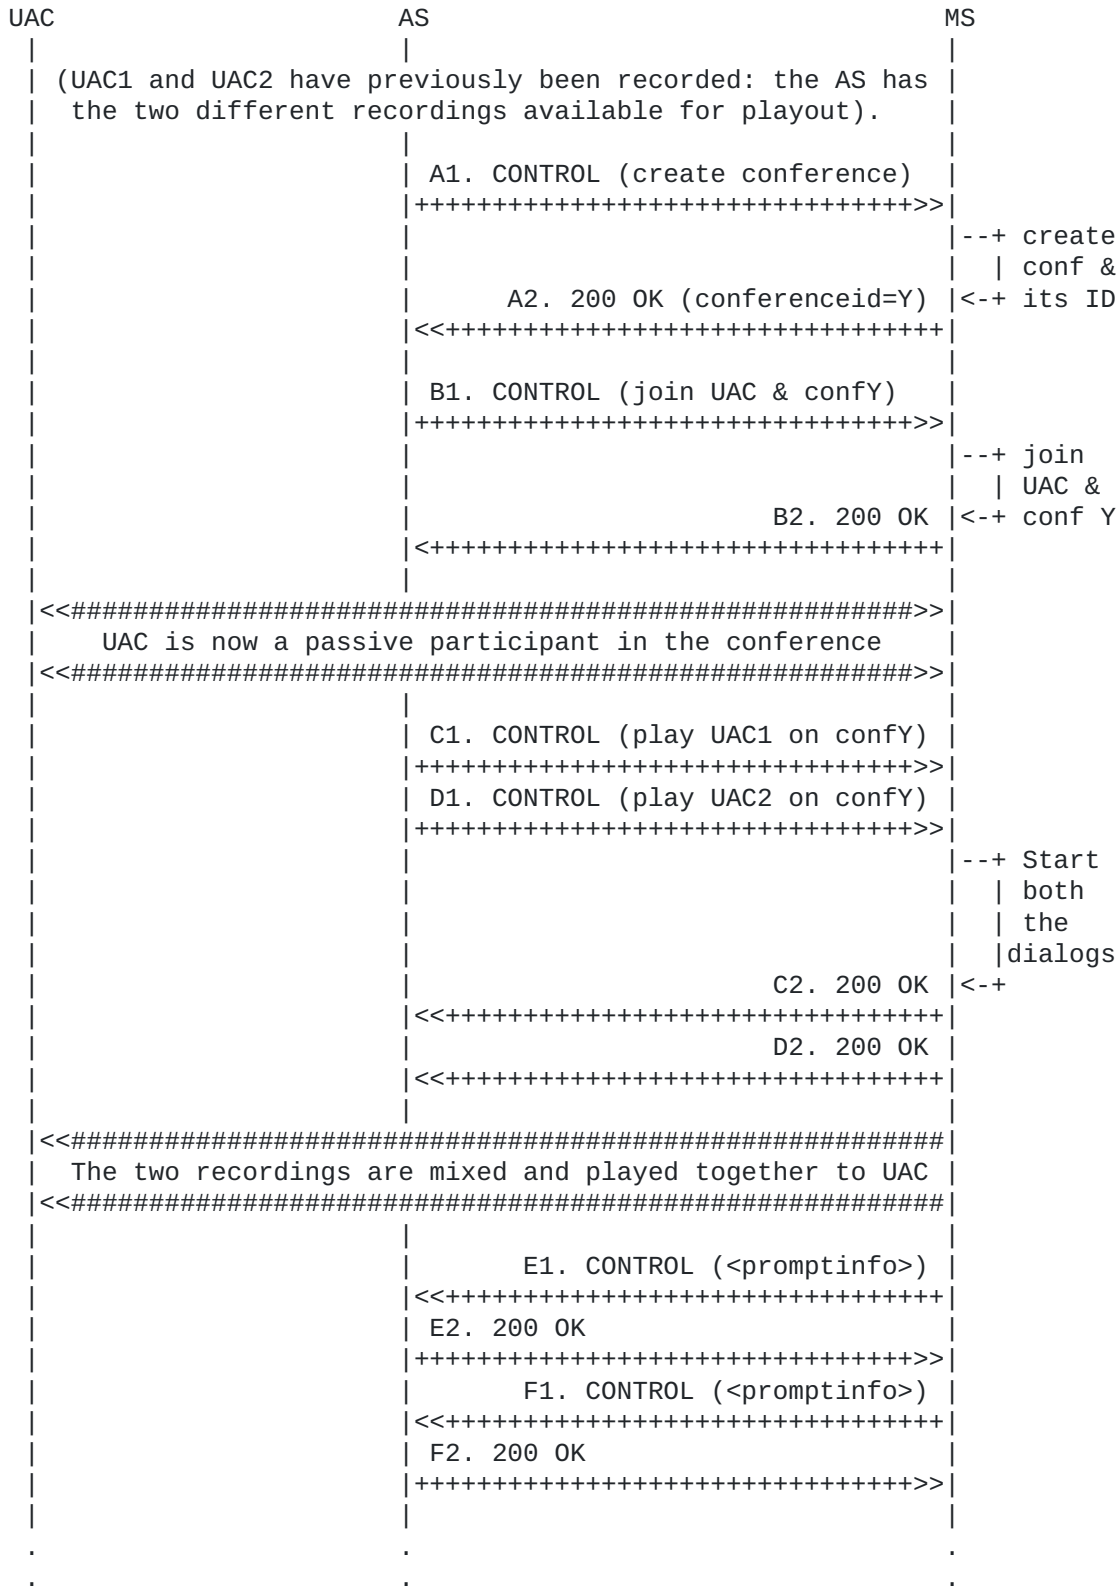 UAC                     AS                                 MS
 |                       |                                  |
 | (UAC1 and UAC2 have previously been recorded: the AS has |
 |  the two different recordings available for playout).    |
 |                       |                                  |
 |                       | A1. CONTROL (create conference)  |
 |                       |++++++++++++++++++++++++++++++++>>|
 |                       |                                  |--+ create
 |                       |                                  |  | conf &
 |                       |      A2. 200 OK (conferenceid=Y) |<-+ its ID
 |                       |<<++++++++++++++++++++++++++++++++|
 |                       |                                  |
 |                       | B1. CONTROL (join UAC & confY)   |
 |                       |++++++++++++++++++++++++++++++++>>|
 |                       |                                  |--+ join
 |                       |                                  |  | UAC &
 |                       |                       B2. 200 OK |<-+ conf Y
 |                       |<+++++++++++++++++++++++++++++++++|
 |                       |                                  |
 |<<######################################################>>|
 |    UAC is now a passive participant in the conference    |
 |<<######################################################>>|
 |                       |                                  |
 |                       | C1. CONTROL (play UAC1 on confY) |
 |                       |++++++++++++++++++++++++++++++++>>|
 |                       | D1. CONTROL (play UAC2 on confY) |
 |                       |++++++++++++++++++++++++++++++++>>|
 |                       |                                  |--+ Start
 |                       |                                  |  | both
 |                       |                                  |  | the
 |                       |                                  |  |dialogs
 |                       |                       C2. 200 OK |<-+
 |                       |<<++++++++++++++++++++++++++++++++|
 |                       |                       D2. 200 OK |
 |                       |<<++++++++++++++++++++++++++++++++|
 |                       |                                  |
 |<<########################################################|
 |  The two recordings are mixed and played together to UAC |
 |<<########################################################|
 |                       |                                  |
 |                       |       E1. CONTROL (<promptinfo>) |
 |                       |<<++++++++++++++++++++++++++++++++|
 |                       | E2. 200 OK                       |
 |                       |++++++++++++++++++++++++++++++++>>|
 |                       |       F1. CONTROL (<promptinfo>) |
 |                       |<<++++++++++++++++++++++++++++++++|
 |                       | F2. 200 OK                       |
 |                       |++++++++++++++++++++++++++++++++>>|
 |                       |                                  |
 .                       .                                  .
 .                       .                                  .